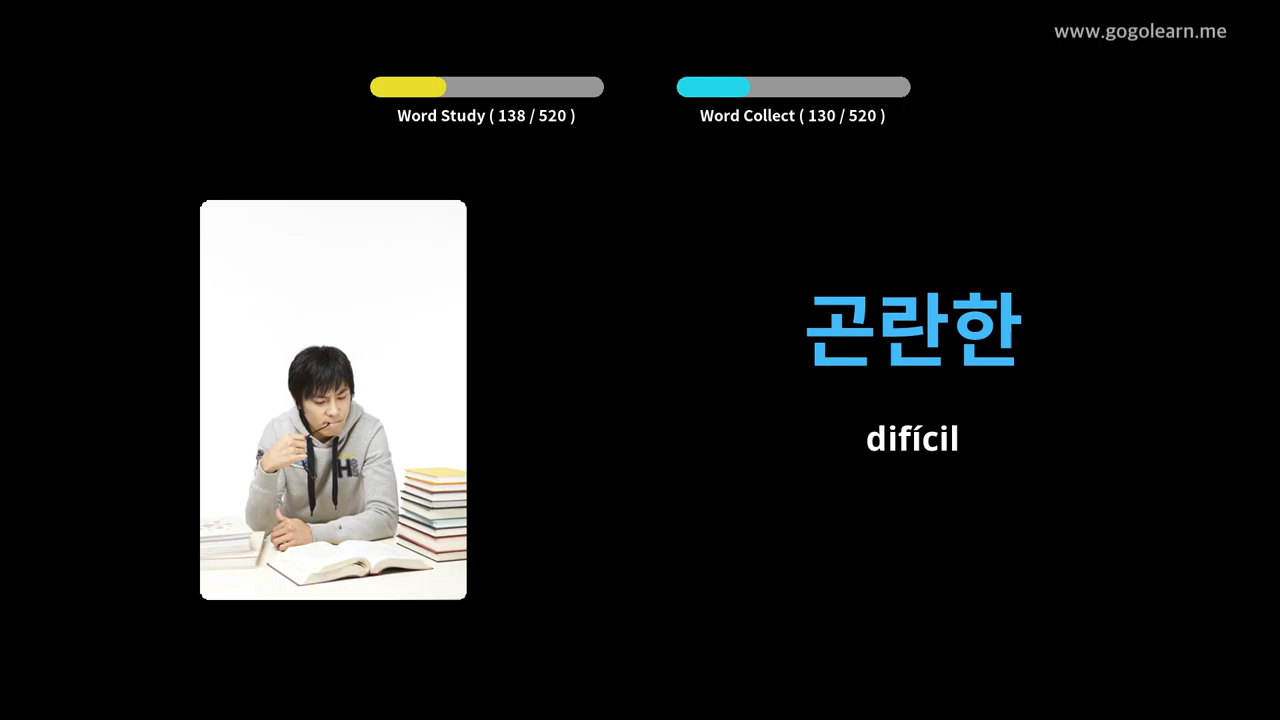 www.gogolearn.me
Word Study ( 138 / 520 )
Word Collect ( 130 / 520 )
곤란한
difícil
H